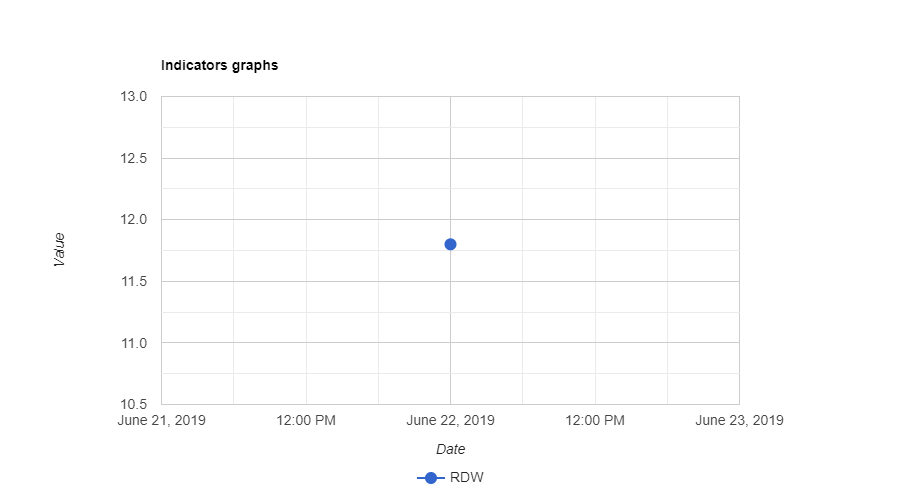 Indicators graphs
13.0
12.5
12.0
11.5
11.0
10.5
Value
June 21, 2019 12:00 PM June 22, 2019 12:00 PM June 23, 2019
Date
RDW